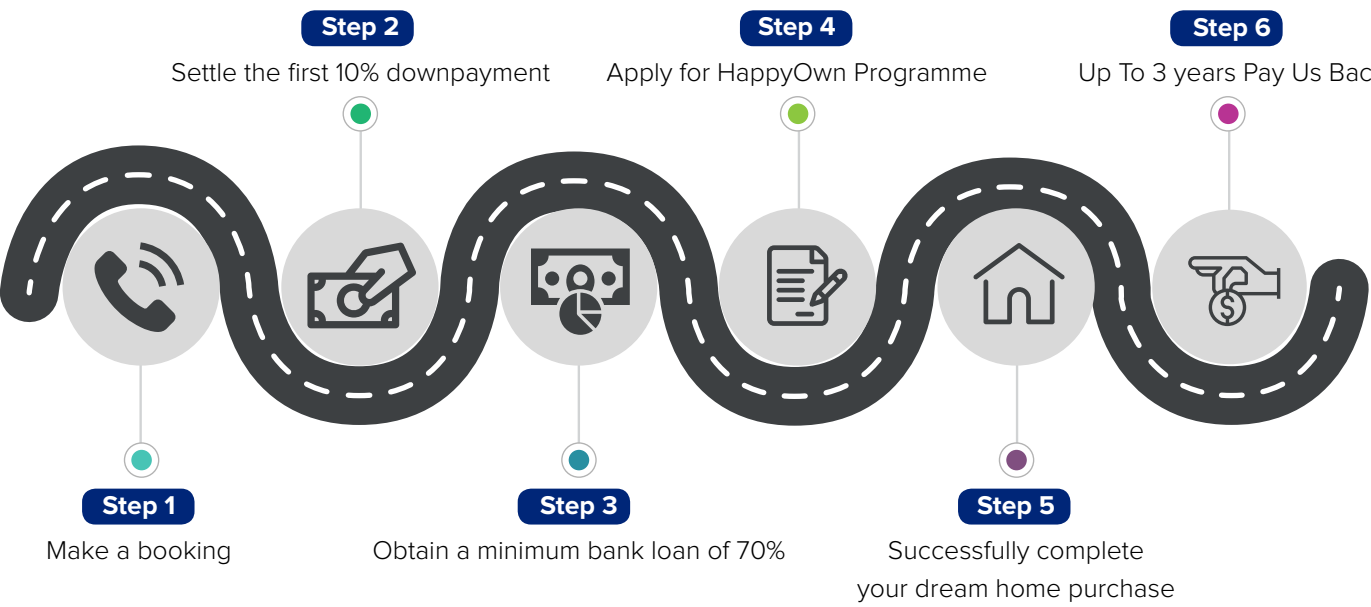 Step 1
Make a booking
Step 2
Settle the first 10% downpayment
Step 3
Obtain a minimum bank loan of 70%
Step 4
Apply for HappyOwn Programme
Step 5
Successfully complete
your dream home purchase
Step 6
Up To 3 years Pay Us
$